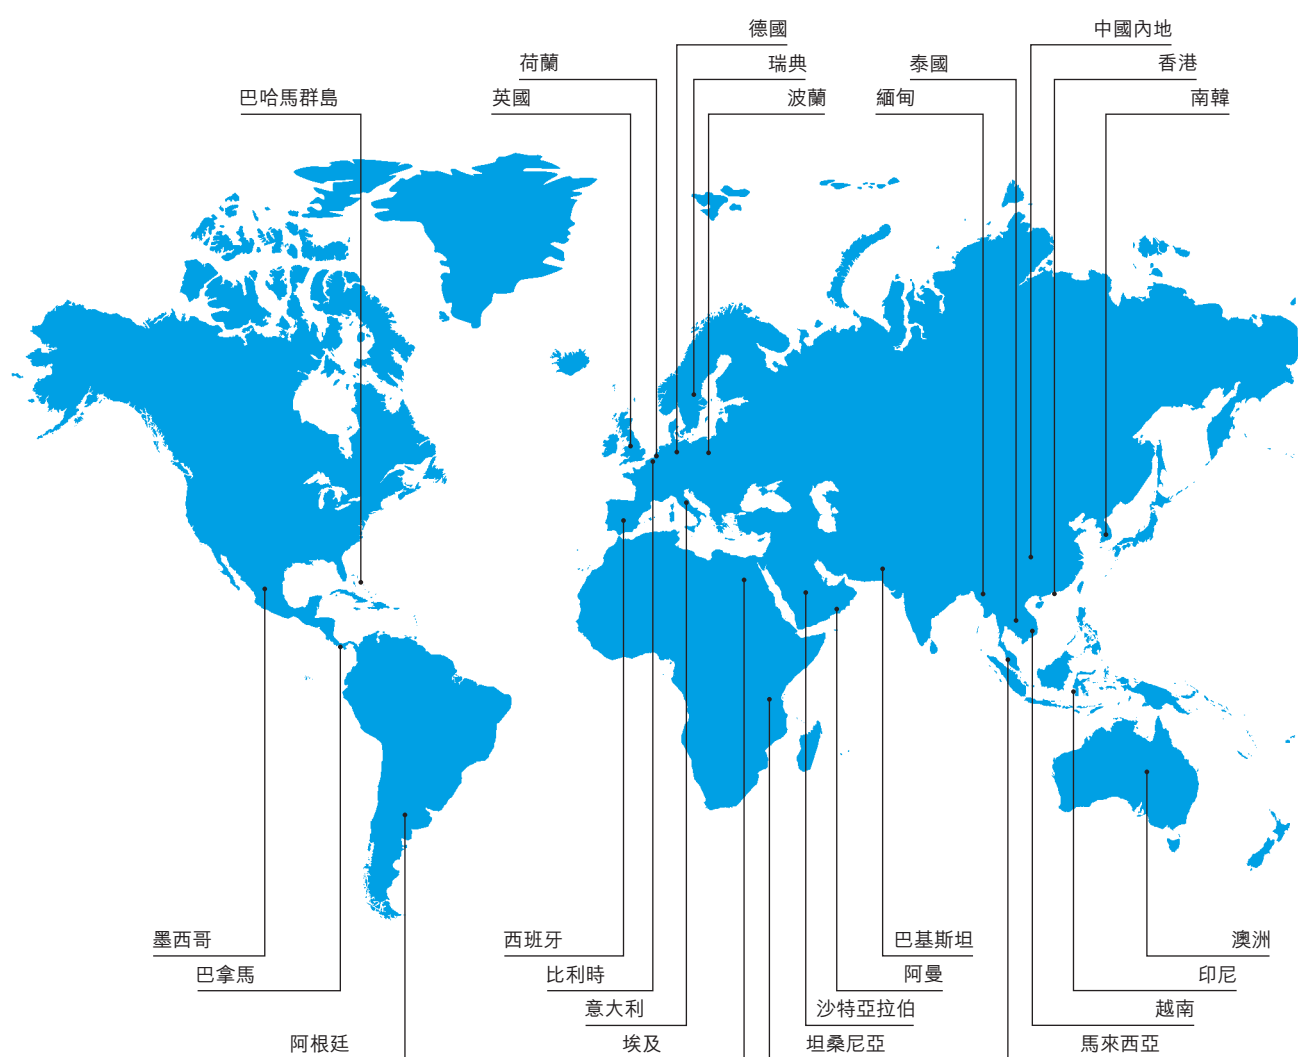 德國
中國內地
荷蘭
瑞典
泰國
香港
巴哈馬群島
英國
波蘭
緬甸
南韓
墨西哥
西班牙
巴基斯坦
澳洲
巴拿馬
比利時
阿曼
印尼
意大利
沙特亞拉伯
越南
阿根廷
埃及
坦桑尼亞
馬來西亞